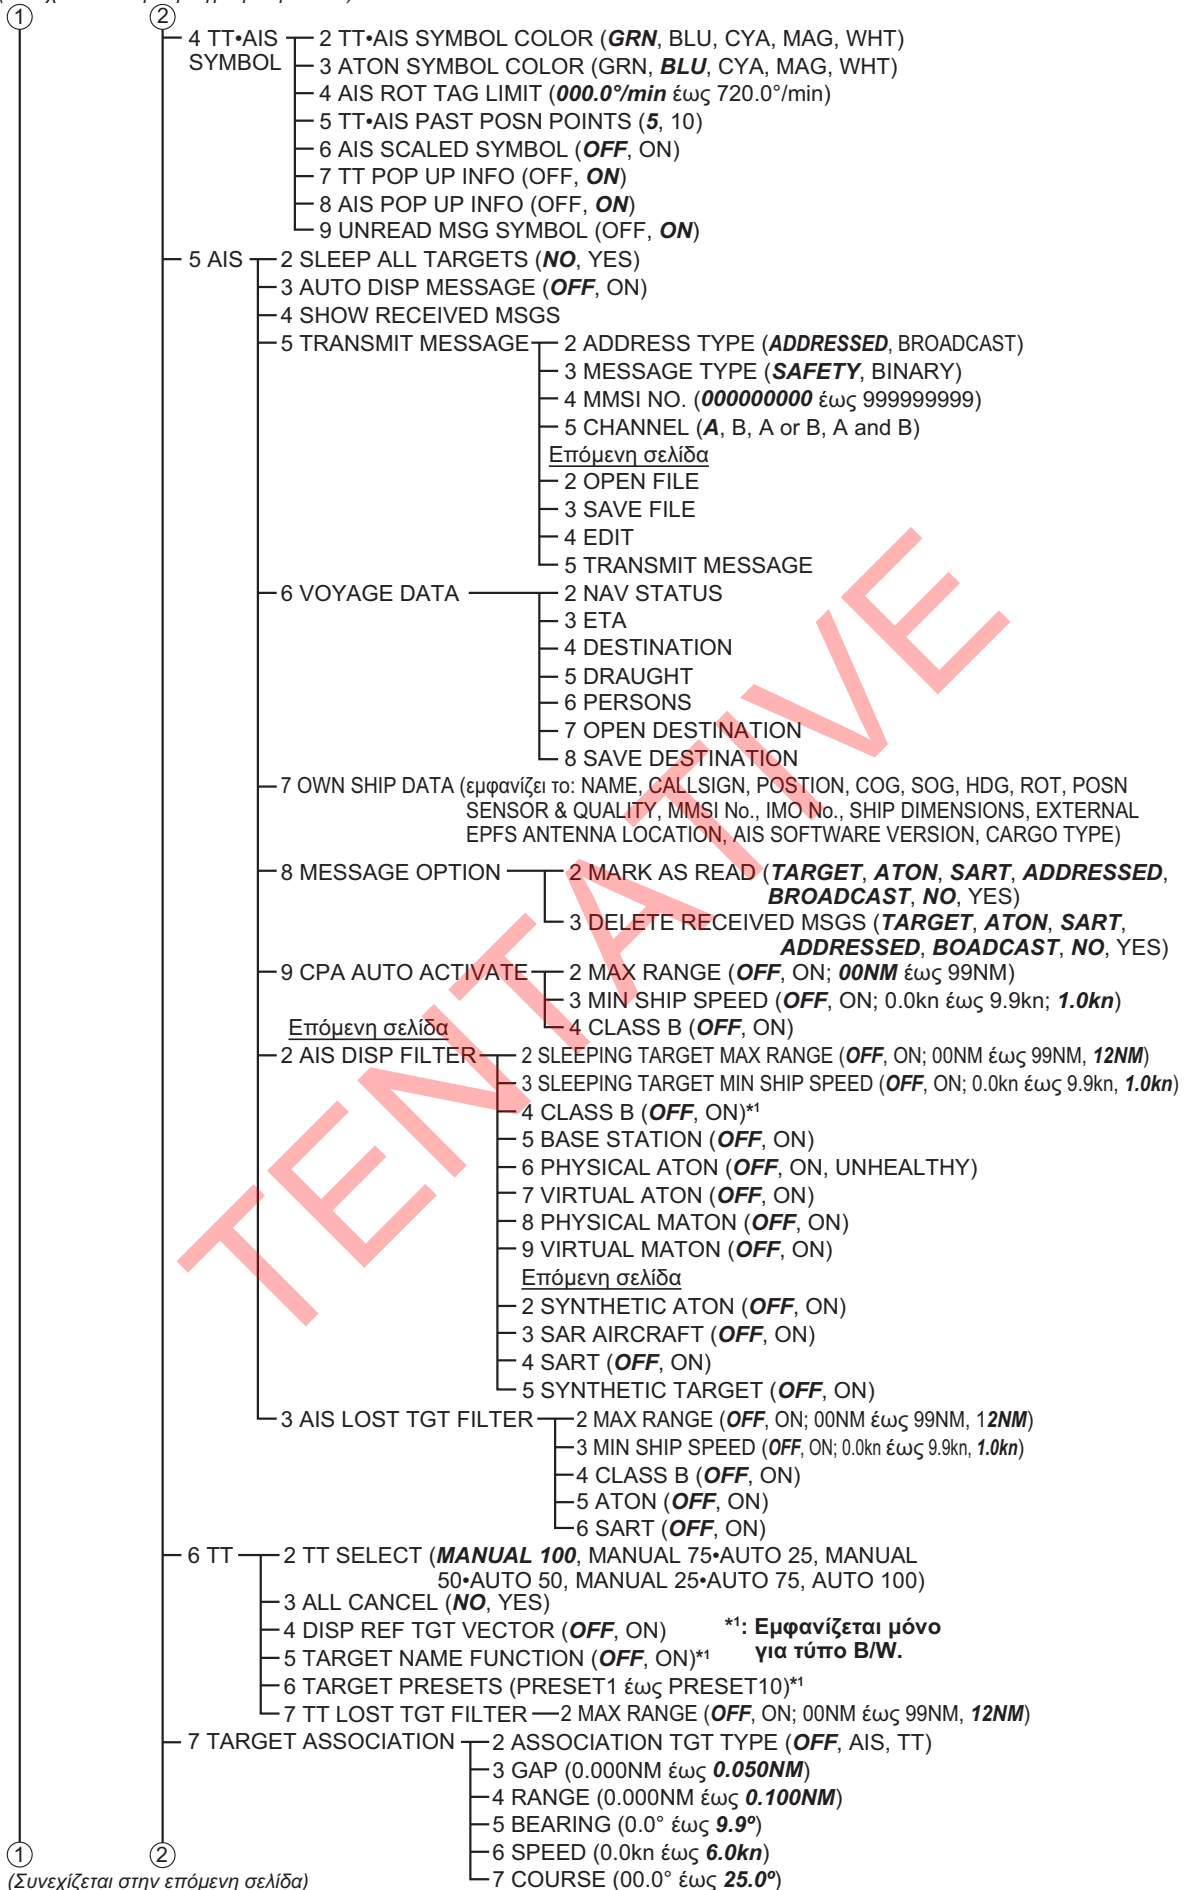 1 2
4 TT•AIS SYMBOL
2 TT•AIS SYMBOL COLOR (GRN, BLU, CYA, MAG, WHT)
3 ATON SYMBOL COLOR (GRN, BLU, CYA, MAG, WHT)
4 AIS ROT TAG LIMIT (000.0°/min έως 720.0°/min)
5 TT•AIS PAST POSN POINTS (5, 10)
6 AIS SCALED SYMBOL (OFF, ON)
7 TT POP UP INFO (OFF, ON)
8 AIS POP UP INFO (OFF, ON)
9 UNREAD MSG SYMBOL (OFF, ON)
5 AIS
2 SLEEP ALL TARGETS (NO, YES)
3 AUTO DISP MESSAGE (OFF, ON)
4 SHOW RECEIVED MSGS
5 TRANSMIT MESSAGE
2 ADDRESS TYPE (ADDRESSED, BROADCAST)
3 MESSAGE TYPE (SAFETY, BINARY)
4 MMSI NO. (000000000 έως 999999999)
5 CHANNEL (A, B, A or B, A and B)
Επόμενη σελίδα
2 OPEN FILE
3 SAVE FILE
4 EDIT
5 TRANSMIT MESSAGE
6 VOYAGE DATA
2 NAV STATUS
3 ETA
4 DESTINATION
5 DRAUGHT
6 PERSONS
7 OPEN DESTINATION
8 SAVE DESTINATION
7 OWN SHIP DATA (εμφανίζει το: NAME, CALLSIGN, POSTION, COG, SOG, HDG, ROT, POSN
SENSOR & QUALITY, MMSI No., IMO No., SHIP DIMENSIONS, EXTERNAL
EPFS ANTENNA LOCATION, AIS SOFTWARE VERSION, CARGO TYPE)
8 MESSAGE OPTION
2 MARK AS READ (TARGET, ATON, SART, ADDRESSED,
BROADCAST, NO, YES)
3 DELETE RECEIVED MSGS (TARGET, ATON, SART,
ADDRESSED, BOADCAST, NO, YES)
9 CPA AUTO ACTIVATE
2 MAX RANGE (OFF, ON; 00NM έως 99NM)
3 MIN SHIP SPEED (OFF, ON; 0.0kn έως 9.9kn; 1.0kn)
4 CLASS B (OFF, ON)
Επόμενη σελίδα
2 AIS DISP FILTER
2 SLEEPING TARGET MAX RANGE (OFF, ON; 00NM έως 99NM, 12NM)
3 SLEEPING TARGET MIN SHIP SPEED (OFF, ON; 0.0kn έως 9.9kn, 1.0kn)
4 CLASS B (OFF, ON)*1
5 BASE STATION (OFF, ON)
6 PHYSICAL ATON (OFF, ON, UNHEALTHY)
7 VIRTUAL ATON (OFF, ON)
8 PHYSICAL MATON (OFF, ON)
9 VIRTUAL MATON (OFF, ON)
Επόμενη σελίδα
2 SYNTHETIC ATON (OFF, ON)
3 SAR AIRCRAFT (OFF, ON)
4 SART (OFF, ON)
5 SYNTHETIC TARGET (OFF, ON)
3 AIS LOST TGT FILTER
2 MAX RANGE (OFF, ON; 00NM έως 99NM, 12NM)
3 MIN SHIP SPEED (OFF, ON; 0.0kn έως 9.9kn, 1.0kn)
4 CLASS B (OFF, ON)
5 ATON (OFF, ON)
6 SART (OFF, ON)
6 TT
2 TT SELECT (MANUAL 100, MANUAL 75•AUTO 25, MANUAL
50•AUTO 50, MANUAL 25•AUTO 75, AUTO 100)
3 ALL CANCEL (NO, YES)
4 DISP REF TGT VECTOR (OFF, ON)
5 TARGET NAME FUNCTION (OFF, ON)*1
*1: Εμφανίζεται μόνο
για τύπο B/W.
6 TARGET PRESETS (PRESET1 έως PRESET10)*1
7 TT LOST TGT FILTER
2 MAX RANGE (OFF, ON; 00NM έως 99NM, 12NM)
7 TARGET ASSOCIATION
2 ASSOCIATION TGT TYPE (OFF, AIS, TT)
3 GAP (0.000NM έως 0.050NM)
4 RANGE (0.000NM έως 0.100NM)
5 BEARING (0.0° έως 9.9º)
6 SPEED (0.0kn έως 6.0kn)
7 COURSE (00.0° έως 25.0º)
1 2
(Συνεχίζεται στην επόμενη σελίδα)
TENTATIVE